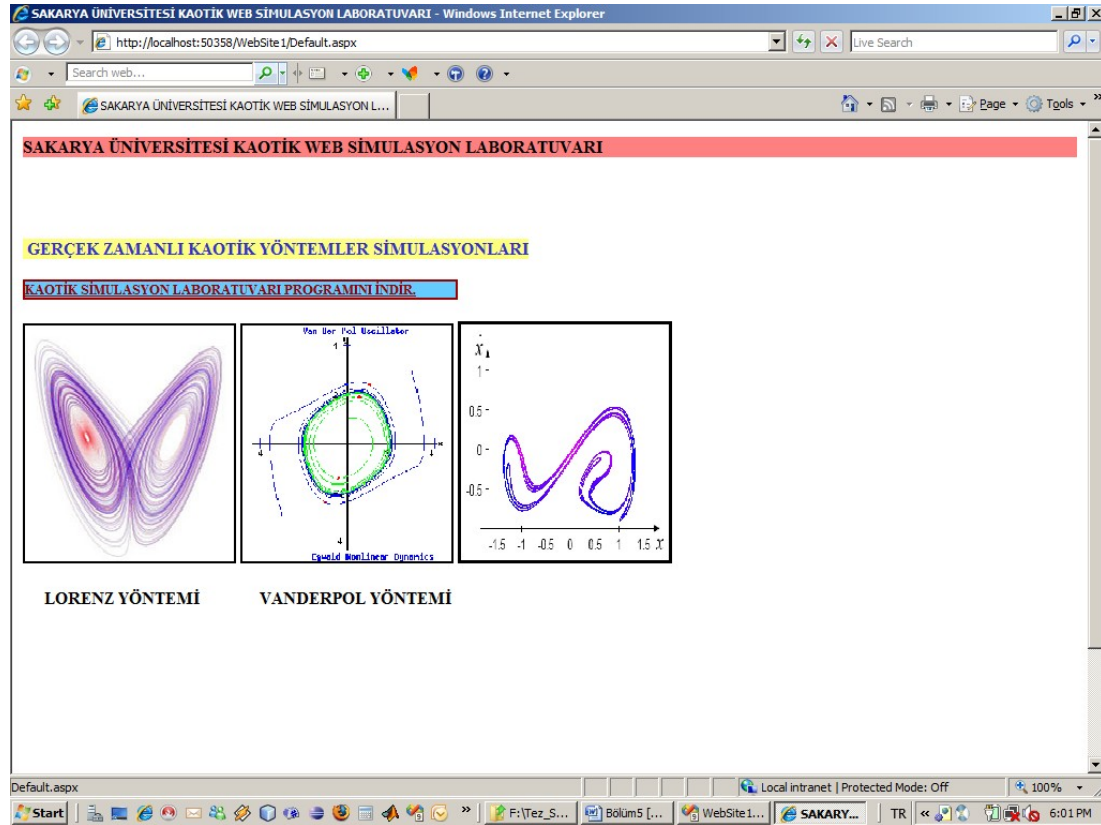 SAKARYA ÜNİVERSİTESİ KAOTİK WEB SİMULASYON LABORATUVARI - Windows Internet Explorer
http://localhost:50358/WebSite1/Default.aspx
Live Search
Search web...
SAKARYA ÜNİVERSİTESİ KAOTİK WEB SİMULASYON L...
Page
Tools
SAKARYA ÜNİVERSİTESİ KAOTİK WEB SİMULASYON LABORATUVARI
GERÇEK ZAMANLI KAOTİK YÖNTEMLER SİMULASYONLARI
KAOTİK SİMULASYON LABORATUVARI PROGRAMINI İNDİR.
Van Der Pol Oscillator
4
4
4
4
Nonlinear Dynamics
ẋ
1
0.5
0
-0.5
-1.5 -1 -0.5 0 0.5 1 1.5 x
LORENZ YÖNTEMİ VANDERPOL YÖNTEMİ
Default.aspx
Local intranet | Protected Mode: Off
100%
Start
F:\Tez_S...
Bölüm5 [...
WebSite1...
SAKARY...
TR
6:01 PM